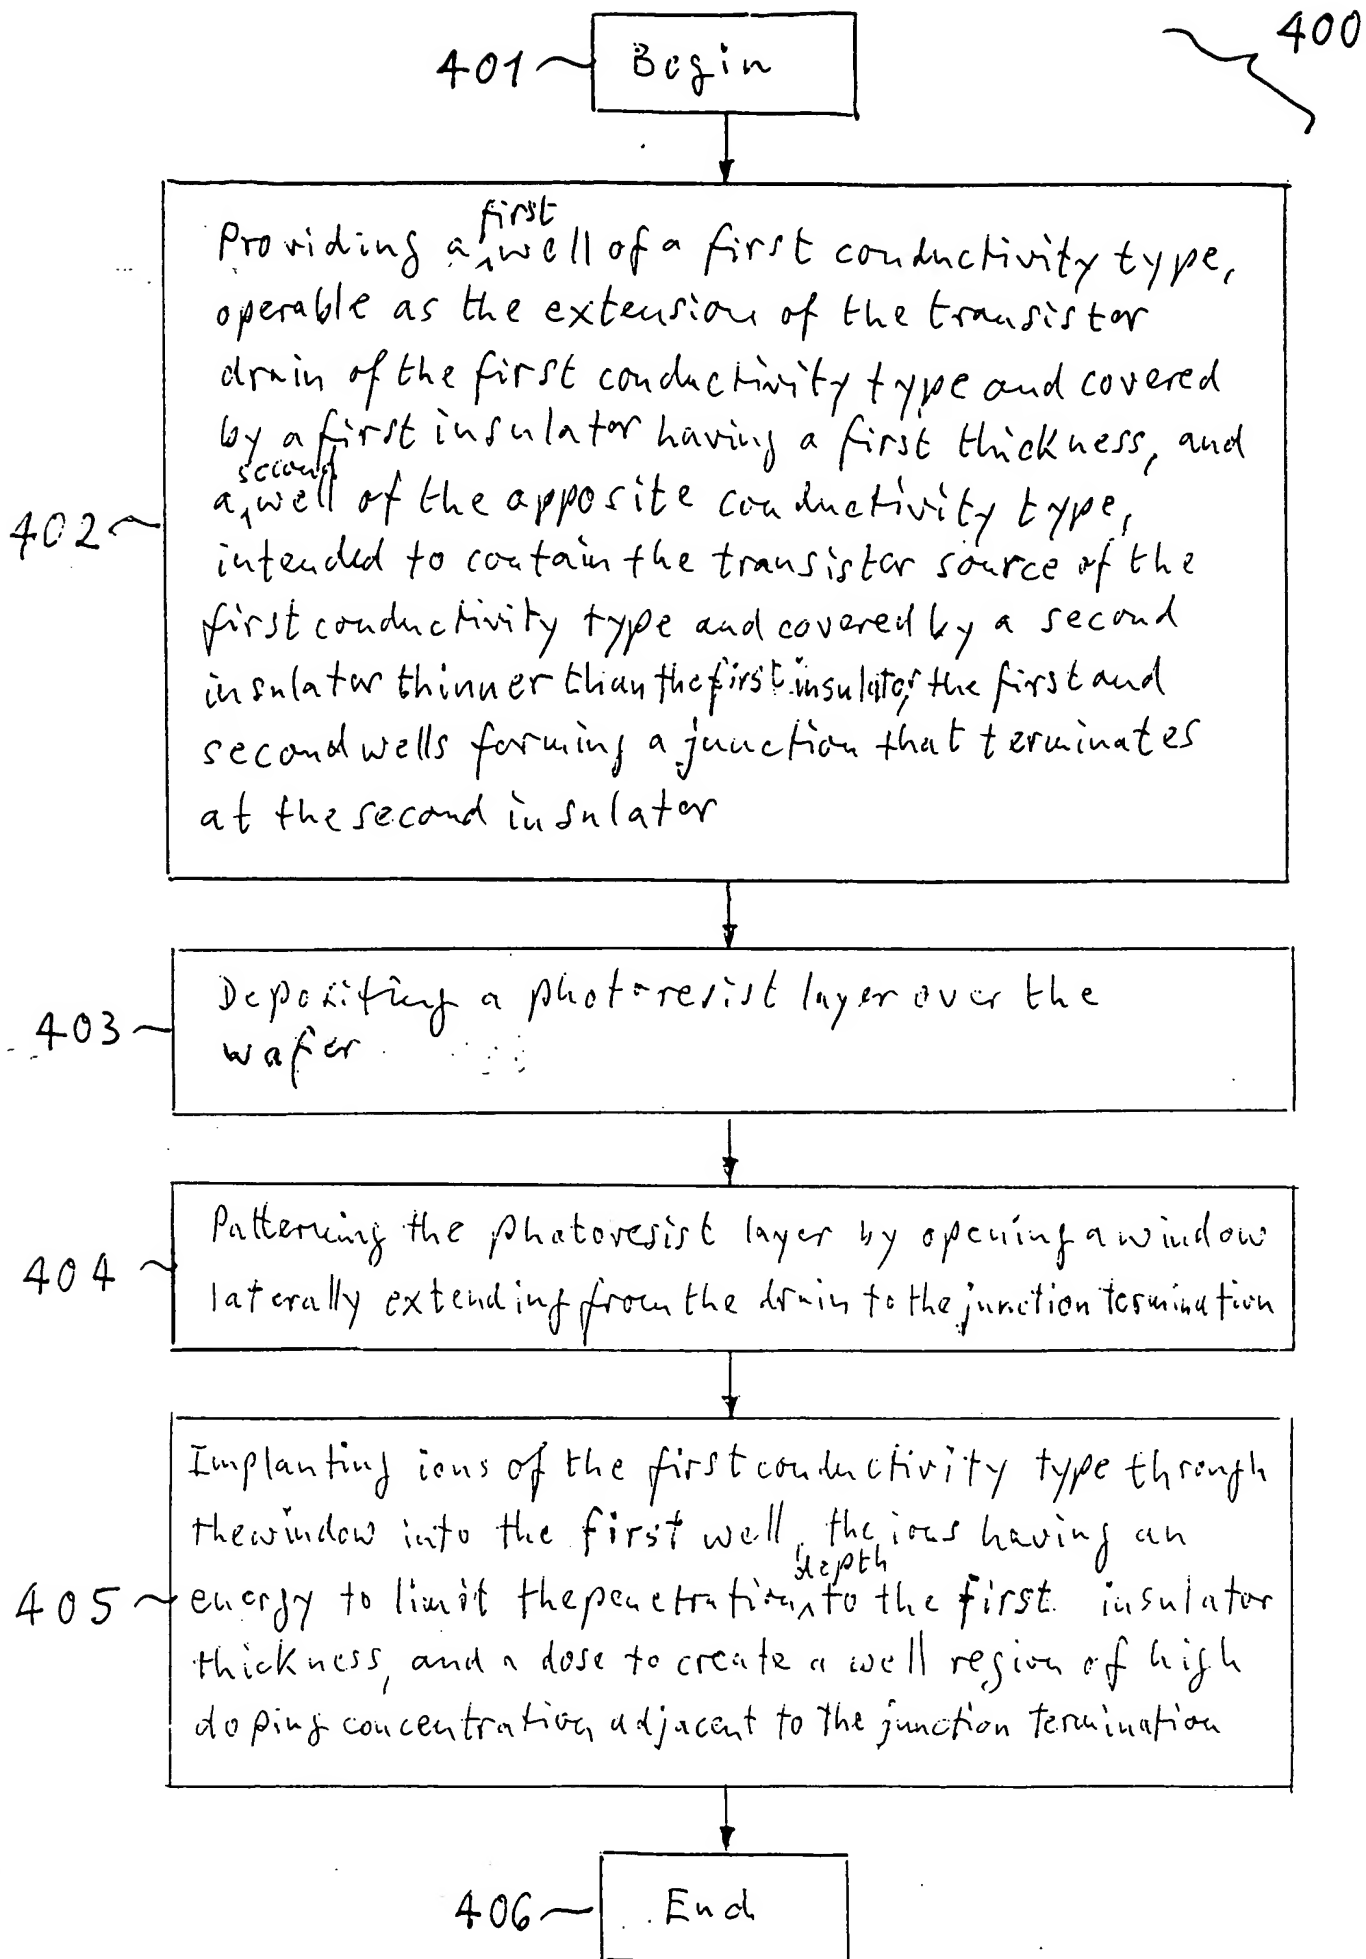 400
401 Begin
Providing a first well of a first conductivity type,
operable as the extension of the transistor
drain of the first conductivity type and covered
by a first insulator having a first thickness, and
a second well of the opposite conductivity type,
402
intended to contain the transistor source of the
first conductivity type and covered by a second
insulator thinner than the first insulator, the first and
second wells forming a junction that terminates
at the second insulator
Depositing a photoresist layer over the
403
wafer
Patterning the photoresist layer by opening a window
404
laterally extending from the drain to the junction termination
Implanting ions of the first conductivity type through
the window into the first well, the ions having an
405 energy to limit the penetration depth to the first insulator
thickness, and a dose to create a well region of high
doping concentration adjacent to the junction termination
406 End